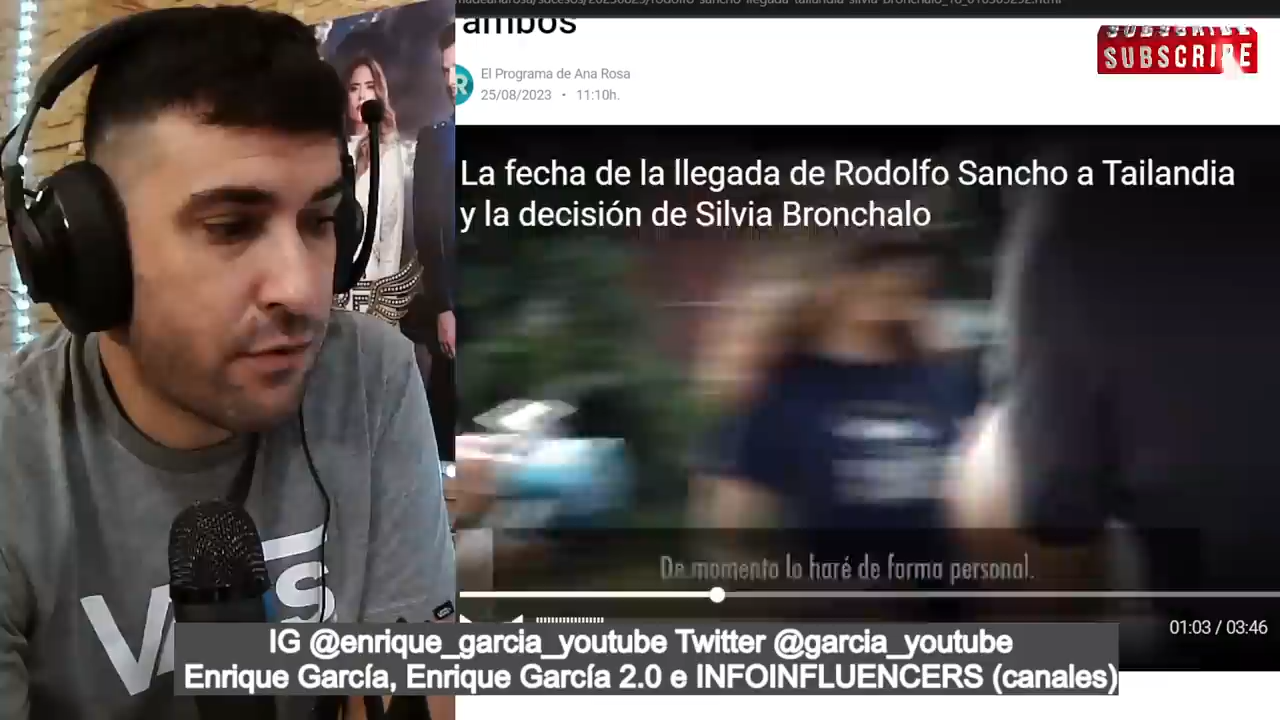 ambos
El Programa de Ana Rosa
25/08/2023 • 11:10h.
SUBSCRIBE
SUBSCRIBE
La fecha de la llegada de Rodolfo Sancho a Tailandia
y la decisión de Silvia Bronchalo
De momento lo haré de forma personal.
01:03 / 03:46
IG @enrique_garcia_youtube Twitter @garcia_youtube
Enrique García, Enrique García 2.0 e INFOINFLUENCERS (canales)